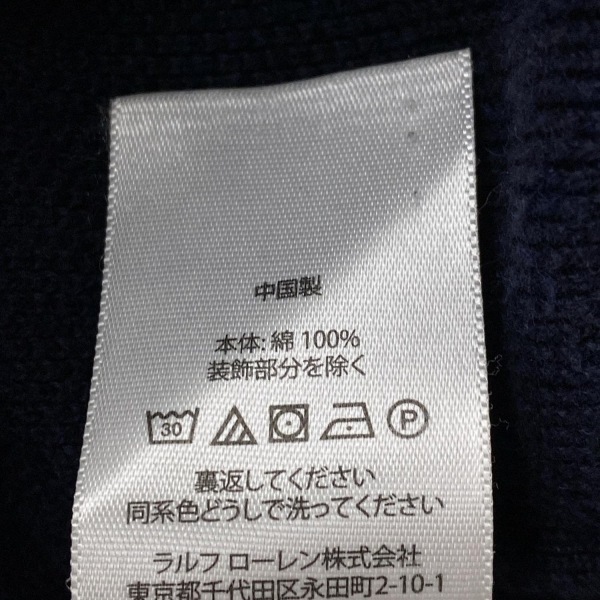 中国製
本体: 綿 100%
装飾部分を除く
30
P
裏返してください
同系色どうしで洗ってください
ラルフ ローレン株式会社
東京都千代田区永田町2-10-1